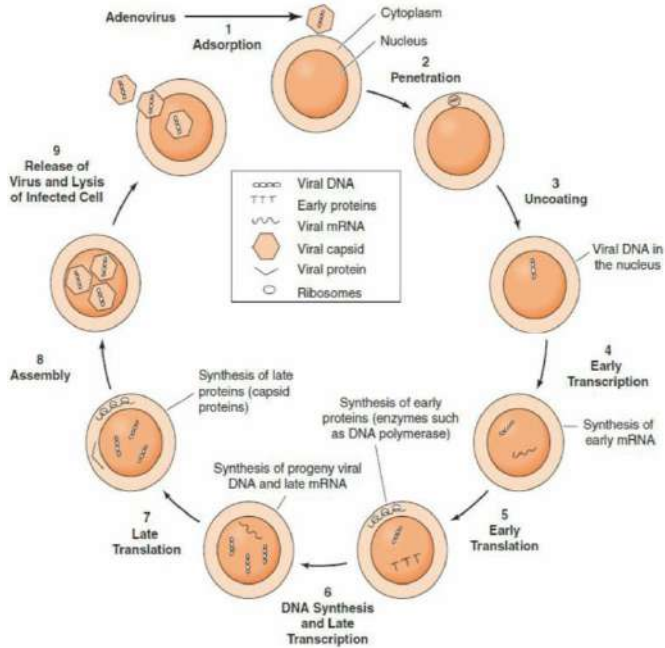 Adenovirus
1
Adsorption
Cytoplasm
Nucleus
2
Penetration
3
Uncoating
Viral DNA in
the nucleus
4
Early
Transcription
Synthesis of
early mRNA
5
Early
Translation
Synthesis of early
proteins (enzymes such
as DNA polymerase)
6
DNA Synthesis
and Late
Transcription
Synthesis of progeny viral
DNA and late mRNA
7
Late
Translation
Synthesis of late
proteins (capsid
proteins)
8
Assembly
9
Release of
Virus and Lysis
of Infected Cell
Viral DNA
Early proteins
Viral mRNA
Viral capsid
Viral protein
Ribosomes